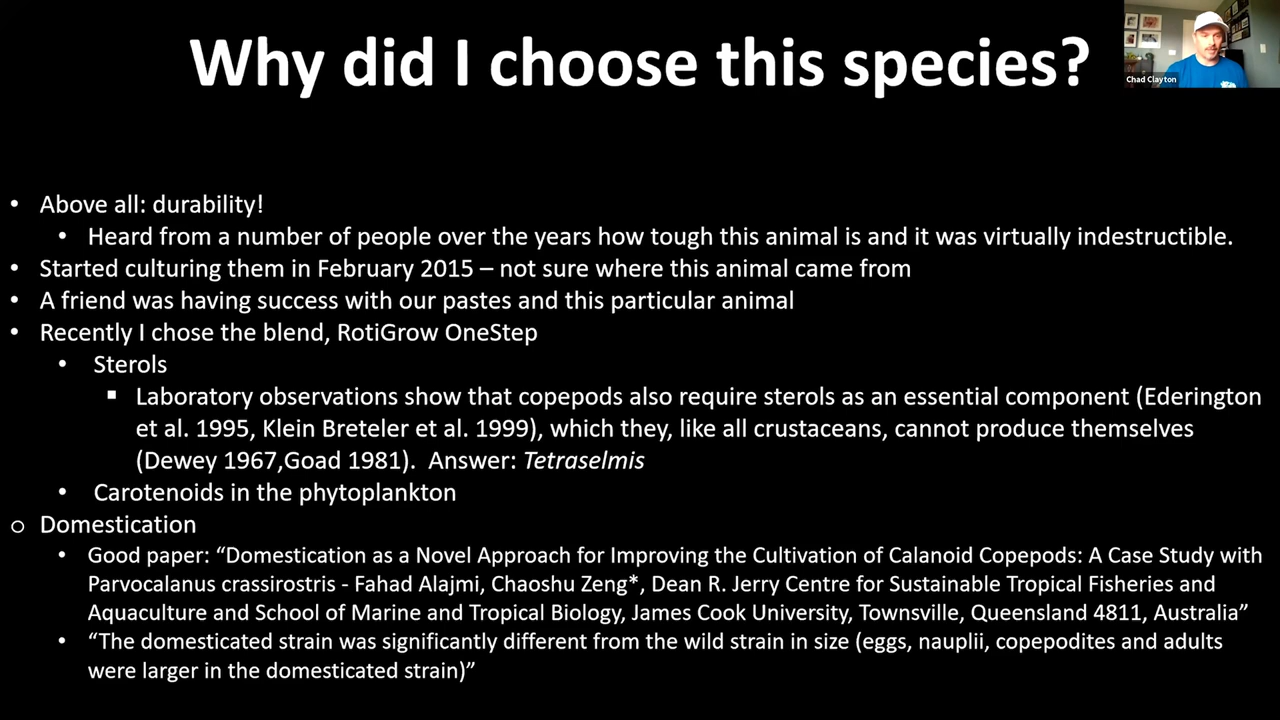 Why did I choose this species?
Chad Clayton
• Above all: durability!
• Heard from a number of people over the years how tough this animal is and it was virtually indestructible.
• Started culturing them in February 2015 – not sure where this animal came from
• A friend was having success with our pastes and this particular animal
• Recently I chose the blend, RotiGrow OneStep
• Sterols
▪ Laboratory observations show that copepods also require sterols as an essential component (Ederington
et al. 1995, Klein Breteler et al. 1999), which they, like all crustaceans, cannot produce themselves
(Dewey 1967,Goad 1981). Answer: Tetraselmis
• Carotenoids in the phytoplankton
o Domestication
• Good paper: “Domestication as a Novel Approach for Improving the Cultivation of Calanoid Copepods: A Case Study with
Parvocalanus crassirostris - Fahad Alajmi, Chaoshu Zeng*, Dean R. Jerry Centre for Sustainable Tropical Fisheries and
Aquaculture and School of Marine and Tropical Biology, James Cook University, Townsville, Queensland 4811, Australia”
• “The domesticated strain was significantly different from the wild strain in size (eggs, nauplii, copepodites and adults
were larger in the domesticated strain)”